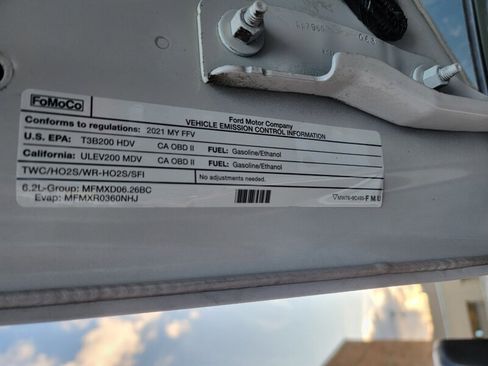 FoMoCo
Ford Motor Company
VEHICLE EMISSION CONTROL INFORMATION
Conforms to regulations: 2021 MY FFV
U.S. EPA: T3B200 HDV CA OBD II FUEL: Gasoline/Ethanol
California: ULEV200 MDV CA OBD II FUEL: Gasoline/Ethanol
TWC/HO2S/WR-HO2S/SFI No adjustments needed.
6.2L-Group: MFMXD06.26BC
Evap: MFMXR0360NHJ